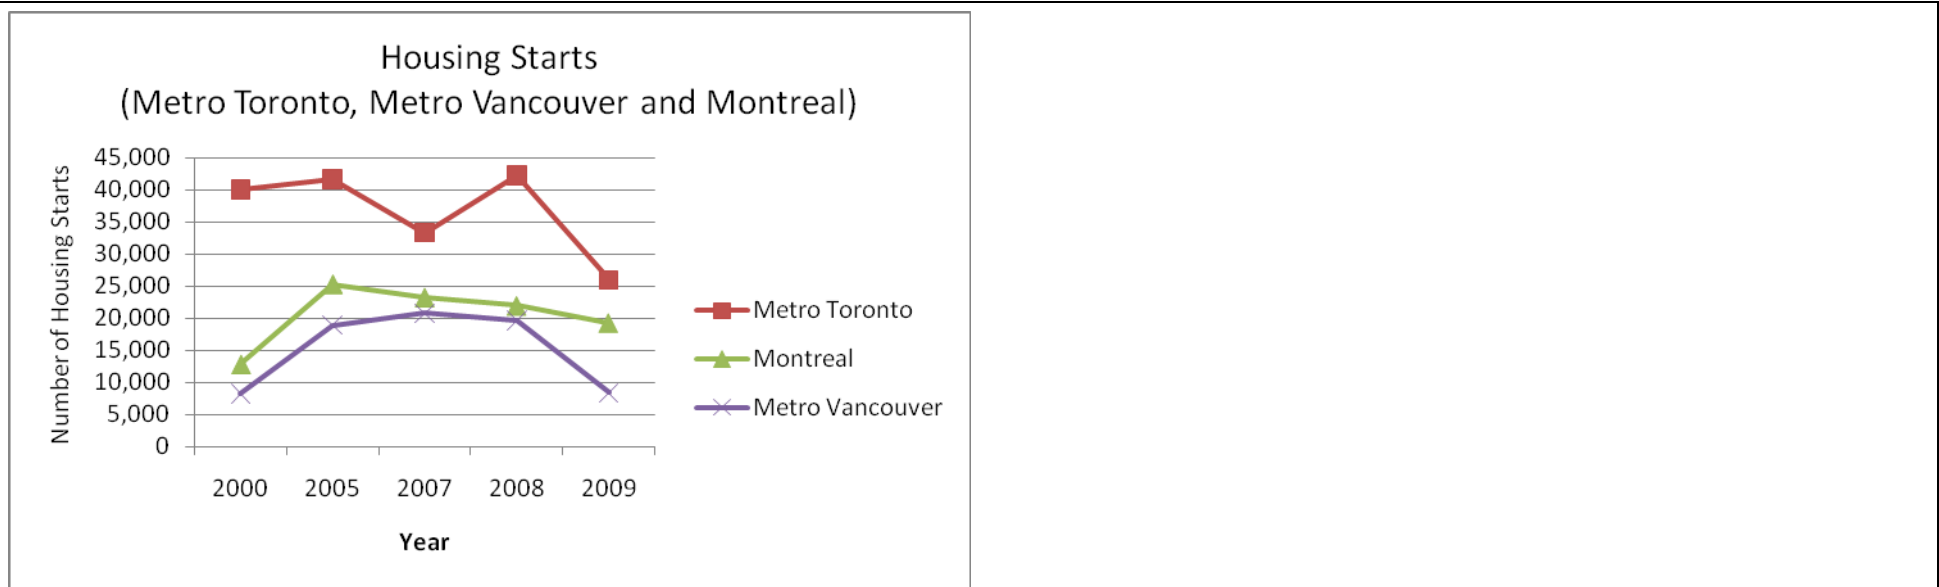 Housing Starts
(Metro Toronto, Metro Vancouver and Montreal)
Number of Housing Starts
45,000
40,000
35,000
30,000
25,000
20,000
15,000
10,000
5,000
0
2000 2005 2007 2008 2009
Year
Metro Toronto
Montreal
Metro Vancouver